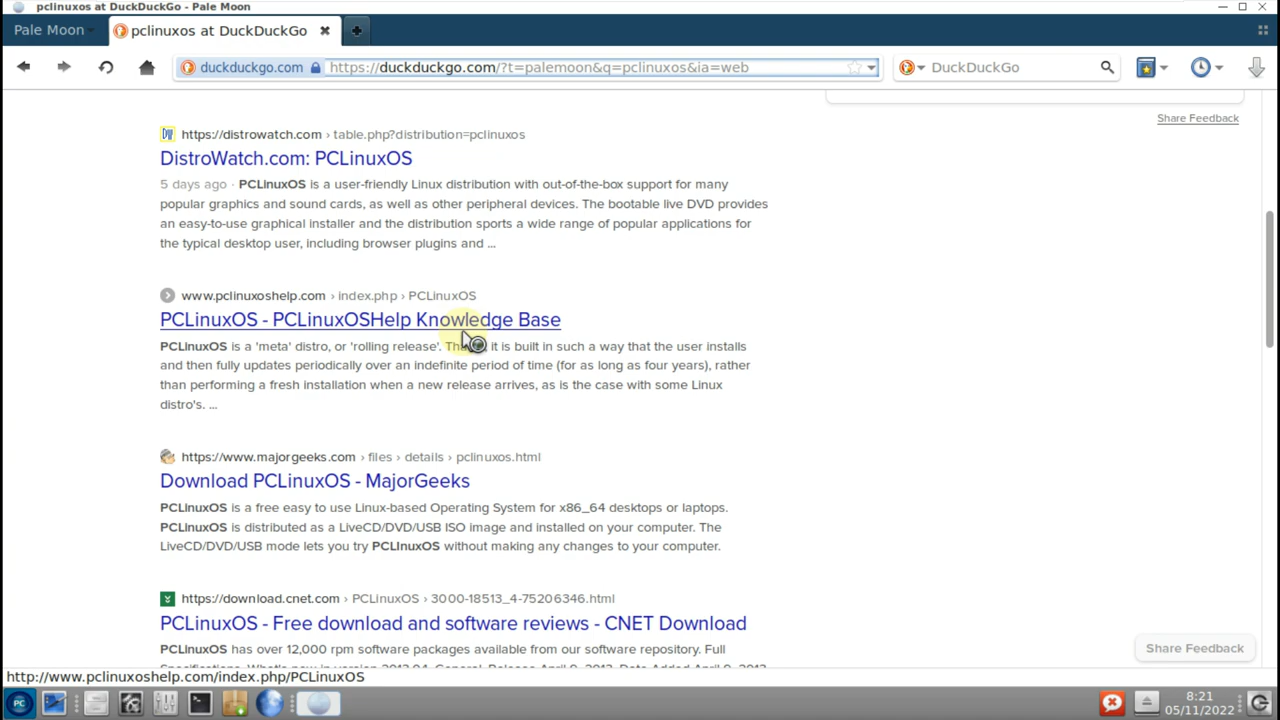 pclinuxos at DuckDuckGo - Pale Moon
Pale Moon
pclinuxos at DuckDuckGo
duckduckgo.com
https://duckduckgo.com/?t=palemoon&q=pclinuxos&ia=web
DuckDuckGo
Share Feedback
https://distrowatch.com › table.php?distribution=pclinuxos
DistroWatch.com: PCLinuxOS
5 days ago · PCLinuxOS is a user-friendly Linux distribution with out-of-the-box support for many
popular graphics and sound cards, as well as other peripheral devices. The bootable live DVD provides
an easy-to-use graphical installer and the distribution sports a wide range of popular applications for
the typical desktop user, including browser plugins and ...
www.pclinuxoshelp.com › index.php › PCLinuxOS
PCLinuxOS - PCLinuxOSHelp Knowledge Base
PCLinuxOS is a 'meta' distro, or 'rolling release'. it is built in such a way that the user installs
and then fully updates periodically over an indefinite period of time (for as long as four years), rather
than performing a fresh installation when a new release arrives, as is the case with some Linux
distro's. ...
https://www.majorgeeks.com › files › details › pclinuxos.html
Download PCLinuxOS - MajorGeeks
PCLinuxOS is a free easy to use Linux-based Operating System for x86_64 desktops or laptops.
PCLinuxOS is distributed as a LiveCD/DVD/USB ISO image and installed on your computer. The
LiveCD/DVD/USB mode lets you try PCLInuxOS without making any changes to your computer.
https://download.cnet.com › PCLinuxOS › 3000-18513_4-75206346.html
PCLinuxOS - Free download and software reviews - CNET Download
PCLinuxOS has over 12,000 rpm software packages available from our software repository. Full
Share Feedback
http://www.pclinuxoshelp.com/index.php/PCLinuxOS
PC
8:21
05/11/2022